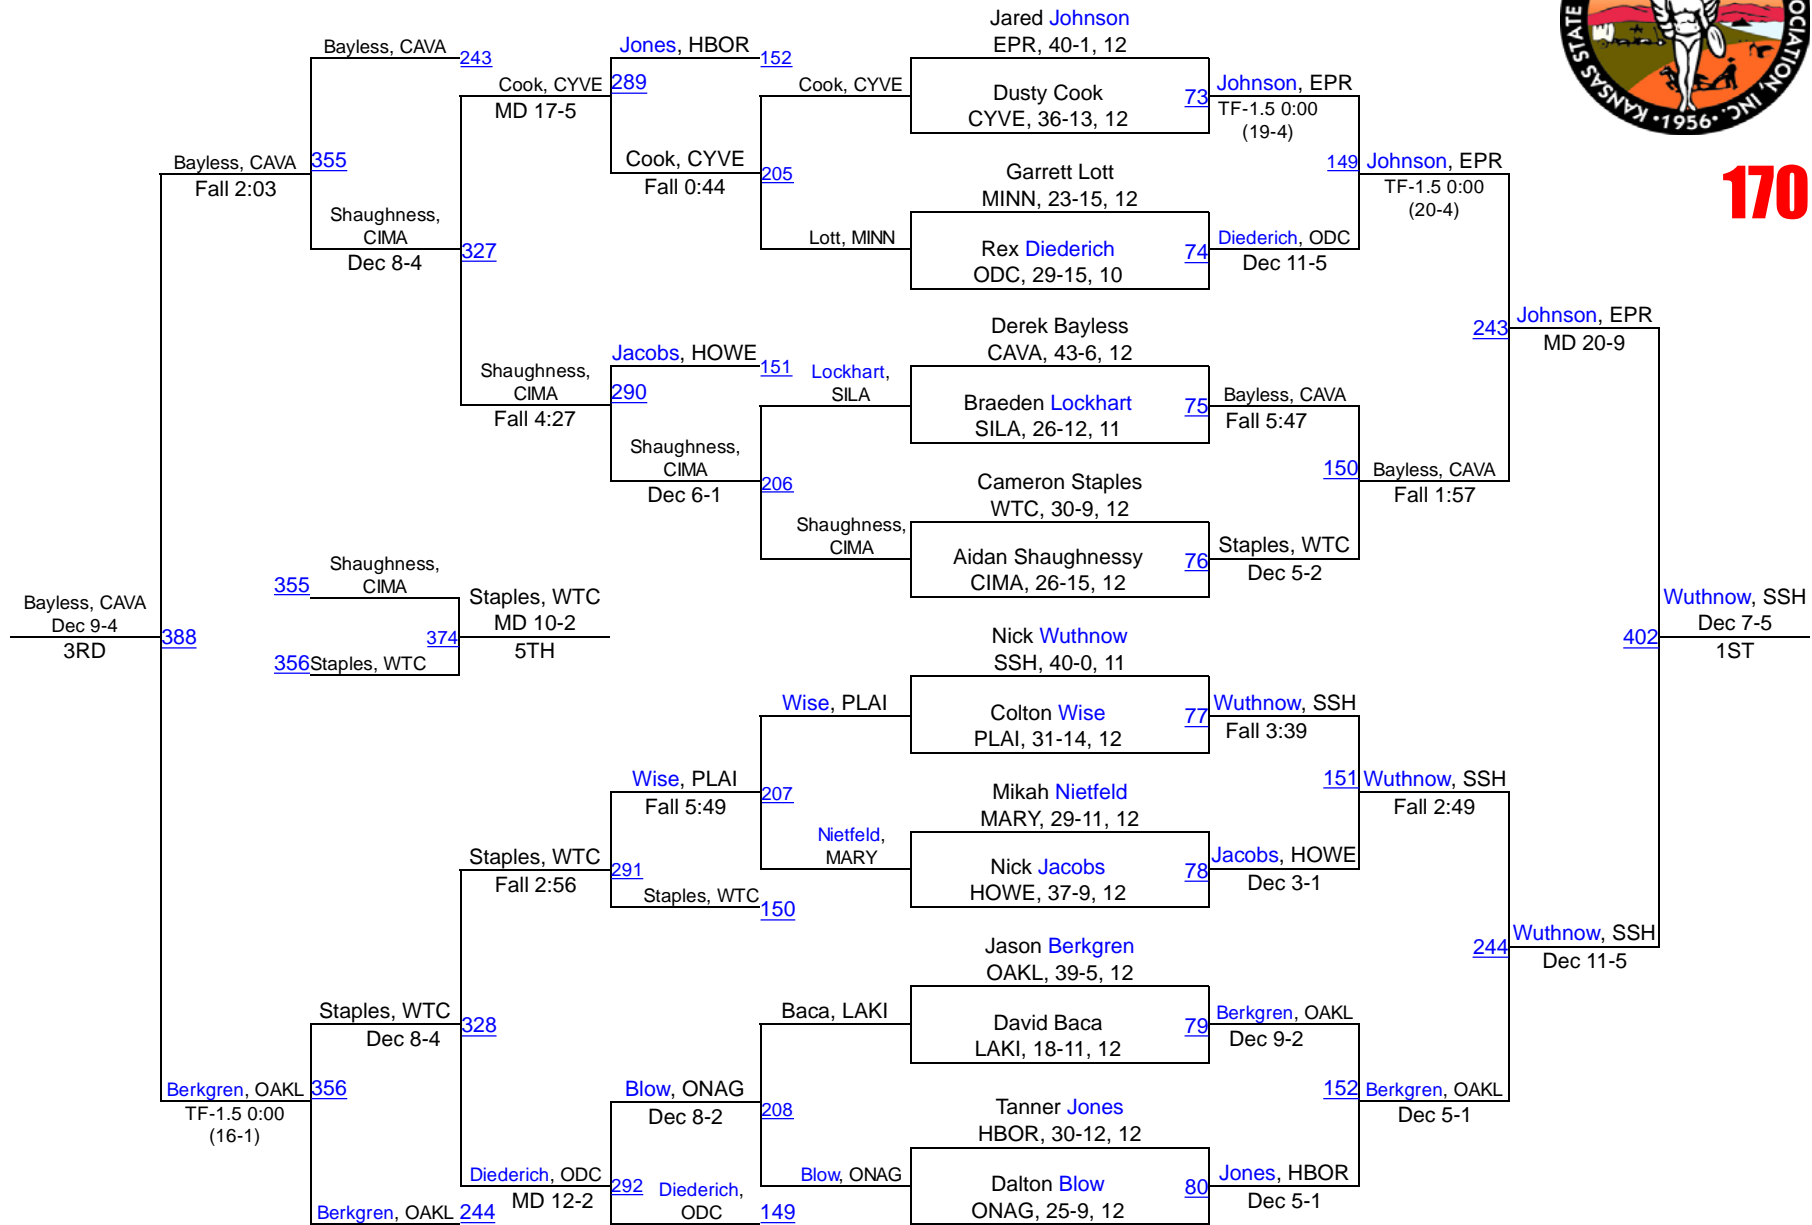 Jared Johnson
EPR, 40-1, 12
Dusty Cook
CYVE, 36-13, 12
Garrett Lott
MINN, 23-15, 12
Rex Diederich
ODC, 29-15, 10
Derek Bayless
CAVA, 43-6, 12
Braeden Lockhart
SILA, 26-12, 11
Cameron Staples
WTC, 30-9, 12
Aidan Shaughnessy
CIMA, 26-15, 12
Nick Wuthnow
SSH, 40-0, 11
Colton Wise
PLAI, 31-14, 12
Mikah Nietfeld
MARY, 29-11, 12
Nick Jacobs
HOWE, 37-9, 12
Jason Berkgren
OAKL, 39-5, 12
David Baca
LAKI, 18-11, 12
Tanner Jones
HBOR, 30-12, 12
Dalton Blow
ONAG, 25-9, 12
73
Johnson, EPR
TF-1.5 0:00
(19-4)
74
Diederich, ODC
Dec 11-5
75
Bayless, CAVA
Fall 5:47
76
Staples, WTC
Dec 5-2
77
Wuthnow, SSH
Fall 3:39
78
Jacobs, HOWE
Dec 3-1
79
Berkgren, OAKL
Dec 9-2
80
Jones, HBOR
Dec 5-1
149
Johnson, EPR
TF-1.5 0:00
(20-4)
150
Bayless, CAVA
Fall 1:57
151
Wuthnow, SSH
Fall 2:49
152
Berkgren, OAKL
Dec 5-1
243
Johnson, EPR
MD 20-9
244
Wuthnow, SSH
Dec 11-5
402
Wuthnow, SSH
Dec 7-5
1ST
Cook, CYVE
Lott, MINN
205
Lockhart,
SILA
Shaughness,
CIMA
206
Wise, PLAI
Nietfeld,
MARY
207
Baca, LAKI
Blow, ONAG
208
Jones, HBOR
152
Cook, CYVE
Fall 0:44
289
Jacobs, HOWE
151
Shaughness,
CIMA
Dec 6-1
290
Wise, PLAI
Fall 5:49
291
Staples, WTC
150
Blow, ONAG
Dec 8-2
292
Diederich,
ODC
149
Cook, CYVE
MD 17-5
Shaughness,
CIMA
Fall 4:27
327
Staples, WTC
Fall 2:56
Diederich, ODC
MD 12-2
328
Bayless, CAVA
243
Shaughness,
CIMA
Dec 8-4
355
Staples, WTC
Dec 8-4
356
Berkgren, OAKL
244
Bayless, CAVA
Fall 2:03
Berkgren, OAKL
TF-1.5 0:00
(16-1)
388
Bayless, CAVA
Dec 9-4
3RD
355
Shaughness,
CIMA
356
Staples, WTC
374
Staples, WTC
MD 10-2
5TH
170
KANSAS STATE
OCIATION, INC.
•1956•